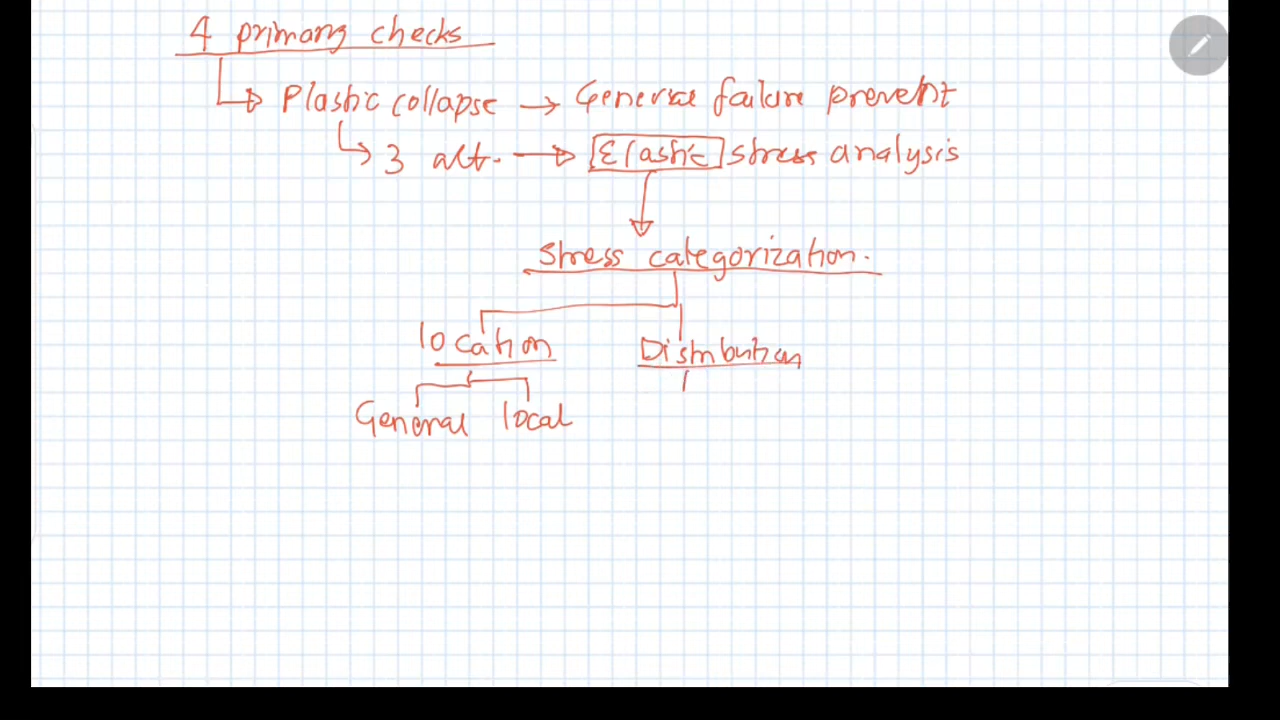 4 primary checks
Plastic collapse → General failure prevent
3 alt. → Elastic stress analysis
Stress categorization.
location Distribution
General local